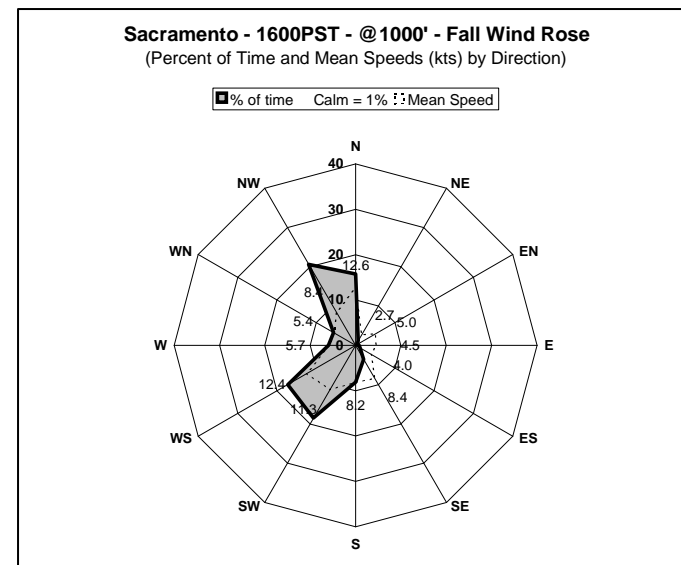 Sacramento - 1600PST - @1000' - Fall Wind Rose
(Percent of Time and Mean Speeds (kts) by Direction)
% of time Calm = 1% Mean Speed
N
NW 40 NE
30
WN 20 EN
12.6
8.4 10 2.7
5.4 5.0
W 5.7 0 4.5 E
4.0
12.4 8.4
11.3 8.2
WS ES
SW SE
S